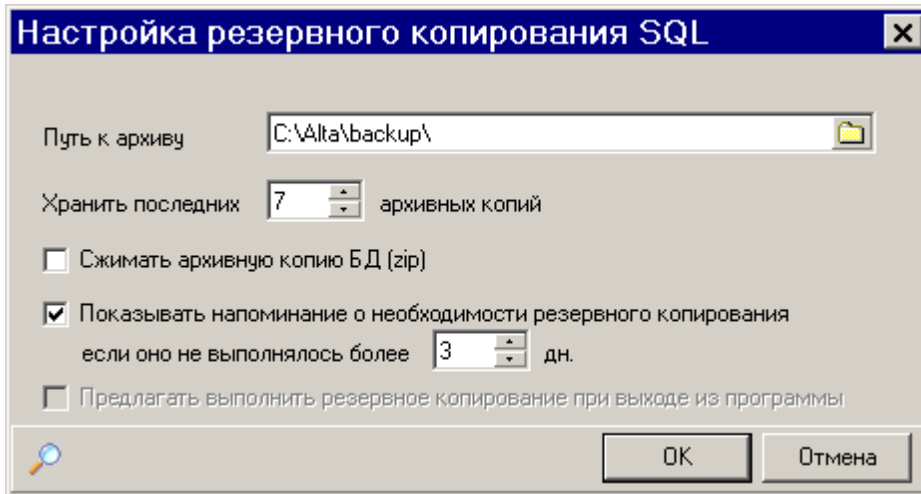 Настройка резервного копирования SQL
Путь к архиву C:\Alta\backup\
Хранить последних 7 архивных копий
Сжимать архивную копию БД (zip)
Показывать напоминание о необходимости резервного копирования
если оно не выполнялось более 3 дн.
Предлагать выполнить резервное копирование при выходе из программы
OK Отмена